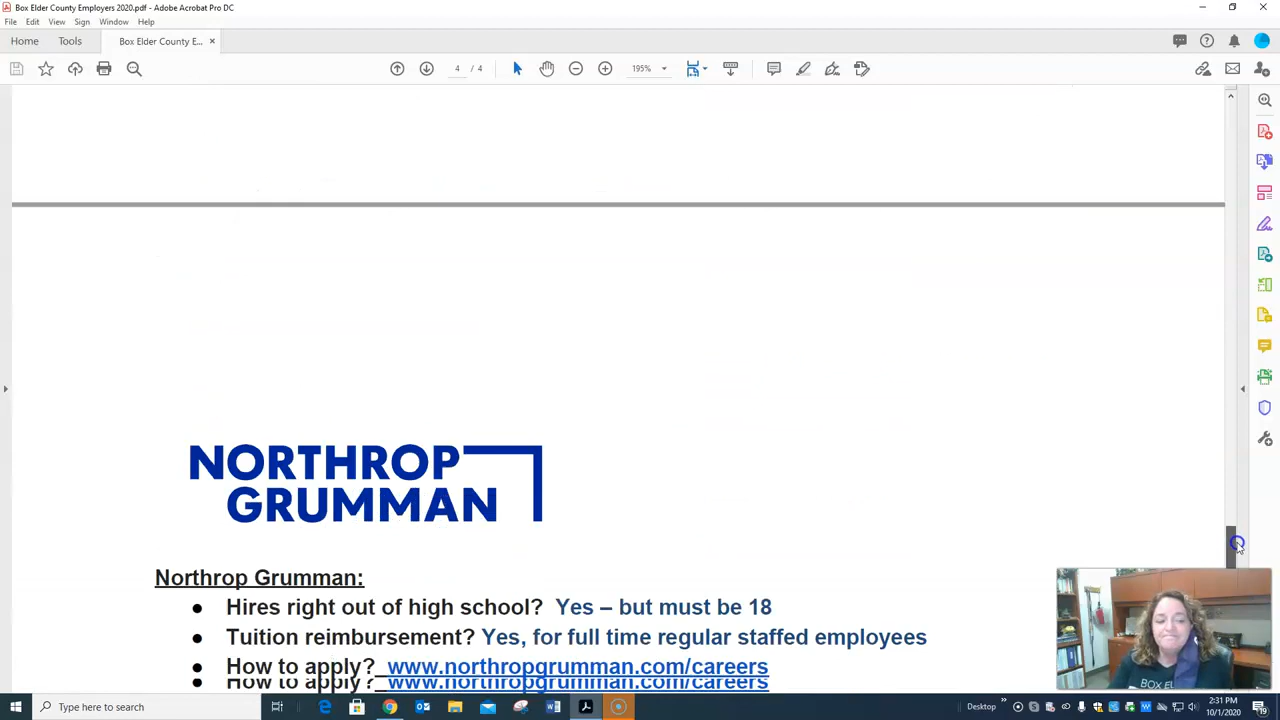 Box Elder County Employers 2020.pdf - Adobe Acrobat Pro DC
File Edit View Sign Window Help
Home Tools Box Elder County E... ×
4 / 4 195%
NORTHROP
GRUMMAN
Northrop Grumman:
● Hires right out of high school? Yes – but must be 18
● Tuition reimbursement? Yes, for full time regular staffed employees
● How to apply? www.northropgrumman.com/careers
● How to apply? www.northropgrumman.com/careers
BOX EL
Type here to search
Desktop
2:31 PM
10/1/2020
19